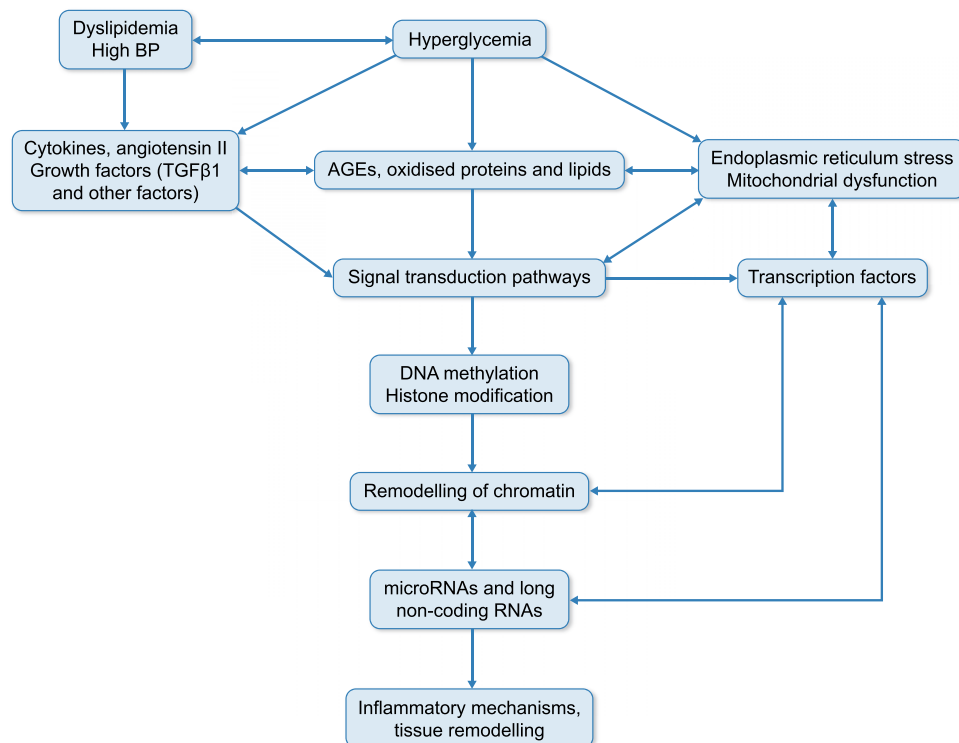 Dyslipidemia
High BP
Hyperglycemia
Cytokines, angiotensin II
Growth factors (TGFβ1
and other factors)
AGEs, oxidised proteins and lipids
Endoplasmic reticulum stress
Mitochondrial dysfunction
Signal transduction pathways
Transcription factors
DNA methylation
Histone modification
Remodelling of chromatin
microRNAs and long
non-coding RNAs
Inflammatory mechanisms,
tissue remodelling